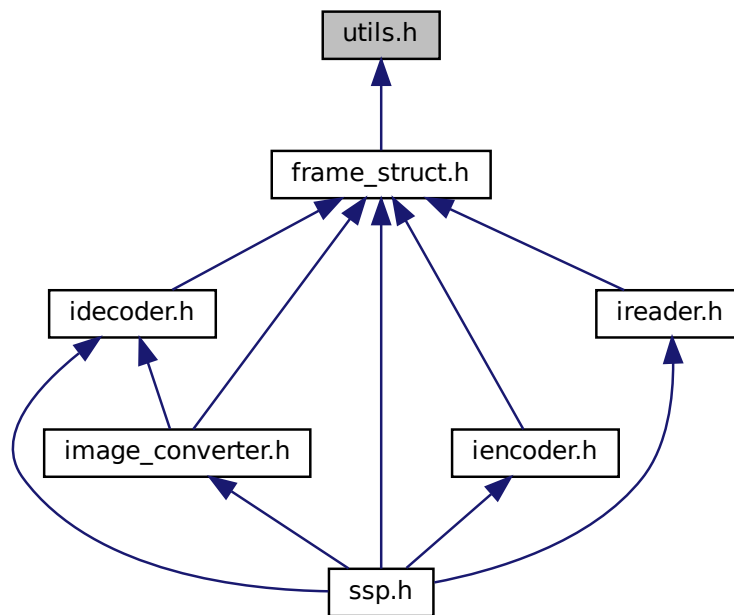 utils.h
frame_struct.h
idecoder.h
ireader.h
image_converter.h
iencoder.h
ssp.h